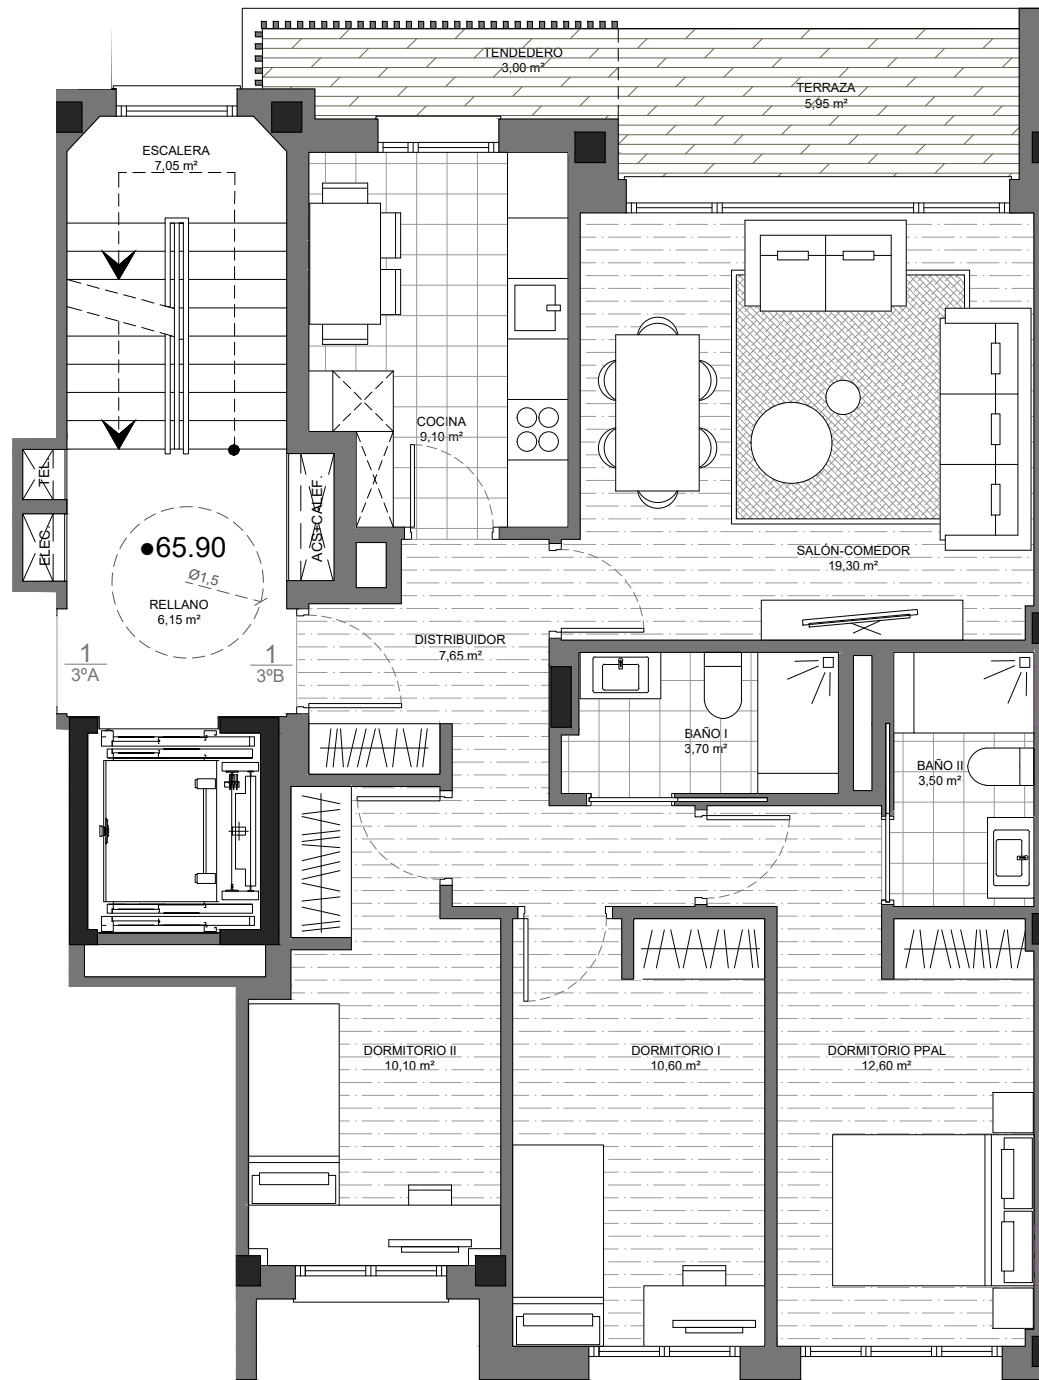 TENDEDERO
3,00 m²
TERRAZA
5,95 m²
ESCALERA
7,05 m²
COCINA
9,10 m²
TEL.
ELEC.
ACS+CALEF.
●65.90
Ø1,5
RELLANO
6,15 m²
1
3ºA
1
3ºB
SALÓN-COMEDOR
19,30 m²
DISTRIBUIDOR
7,65 m²
BAÑO I
3,70 m²
BAÑO II
3,50 m²
DORMITORIO II
10,10 m²
DORMITORIO I
10,60 m²
DORMITORIO PPAL
12,60 m²